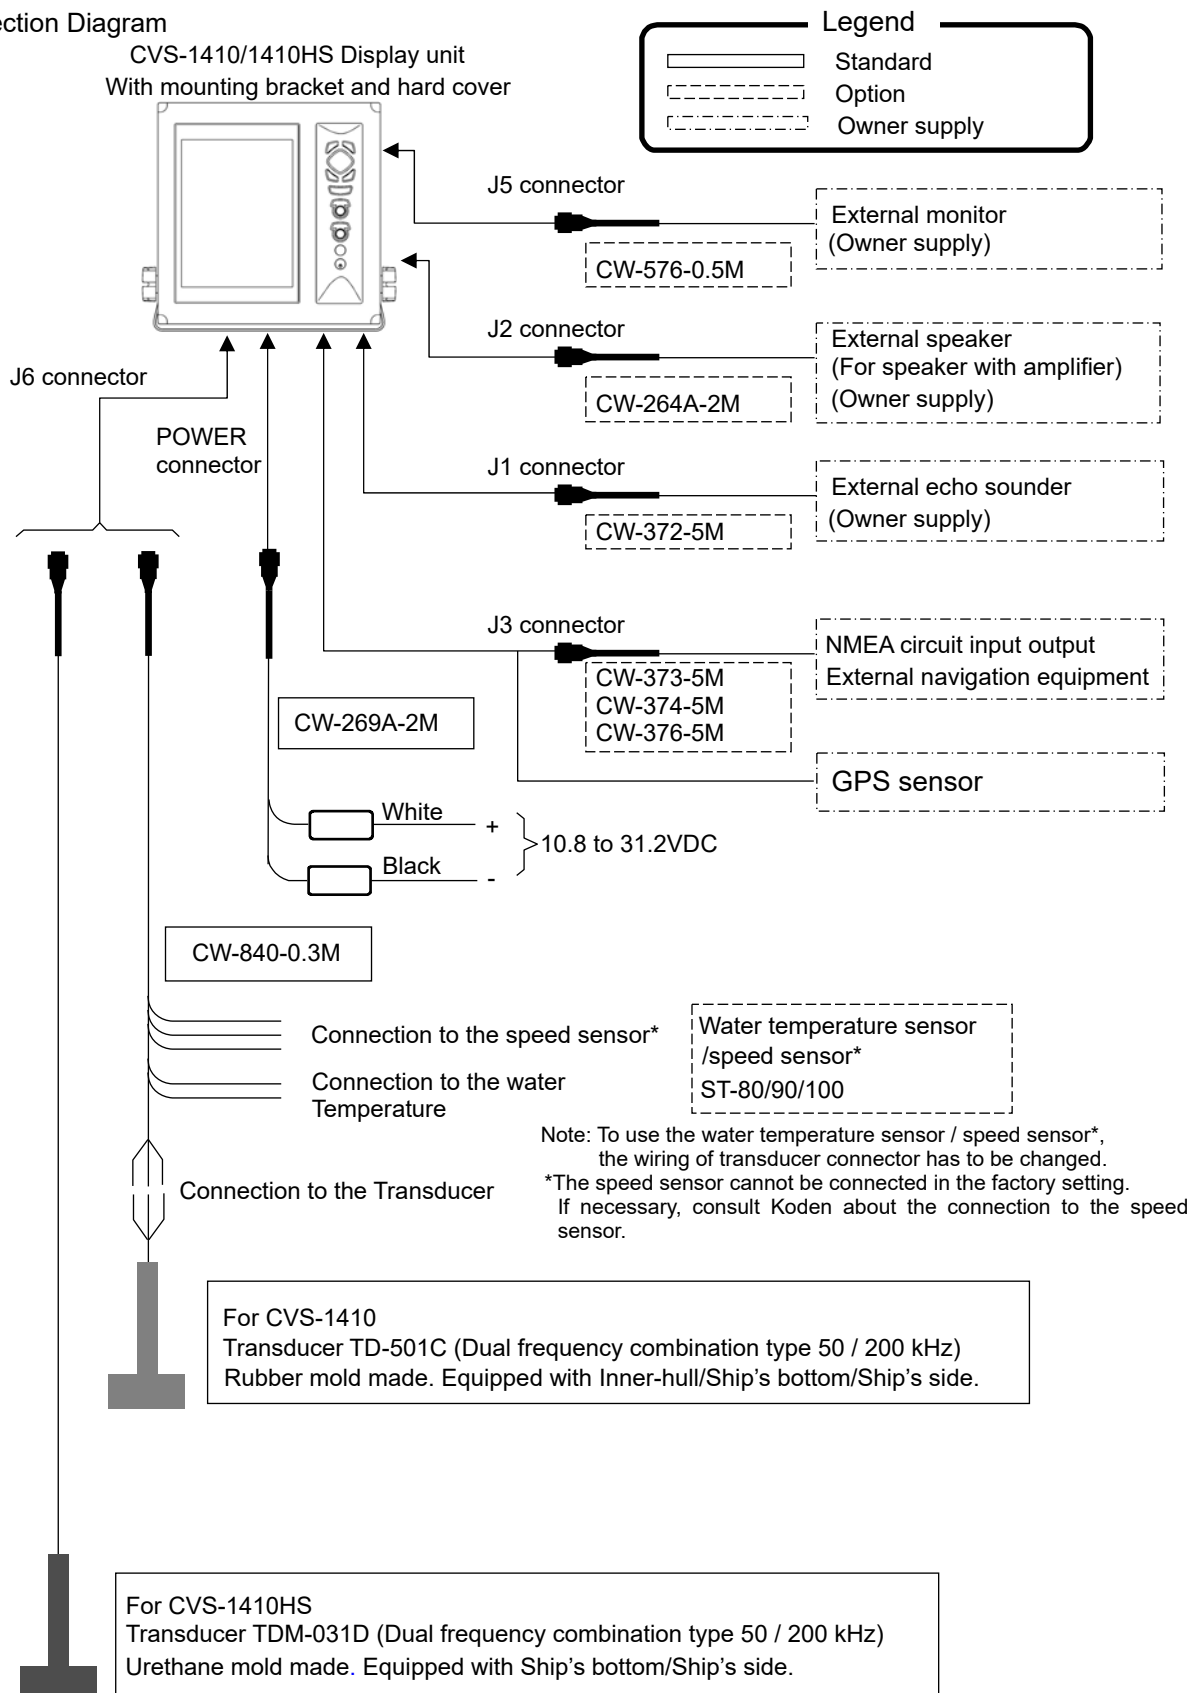 ection Diagram
CVS-1410/1410HS Display unit
With mounting bracket and hard cover
Legend
Standard
Option
Owner supply
J5 connector
External monitor
(Owner supply)
CW-576-0.5M
J2 connector
External speaker
(For speaker with amplifier)
(Owner supply)
CW-264A-2M
J6 connector
POWER
connector
J1 connector
External echo sounder
(Owner supply)
CW-372-5M
J3 connector
NMEA circuit input output
External navigation equipment
CW-373-5M
CW-374-5M
CW-376-5M
CW-269A-2M
GPS sensor
White
+
10.8 to 31.2VDC
Black
-
CW-840-0.3M
Connection to the speed sensor*
Connection to the water
Temperature
Water temperature sensor
/speed sensor*
ST-80/90/100
Note: To use the water temperature sensor / speed sensor*,
the wiring of transducer connector has to be changed.
*The speed sensor cannot be connected in the factory setting.
If necessary, consult Koden about the connection to the speed
sensor.
Connection to the Transducer
For CVS-1410
Transducer TD-501C (Dual frequency combination type 50 / 200 kHz)
Rubber mold made. Equipped with Inner-hull/Ship's bottom/Ship's side.
For CVS-1410HS
Transducer TDM-031D (Dual frequency combination type 50 / 200 kHz)
Urethane mold made. Equipped with Ship's bottom/Ship's side.